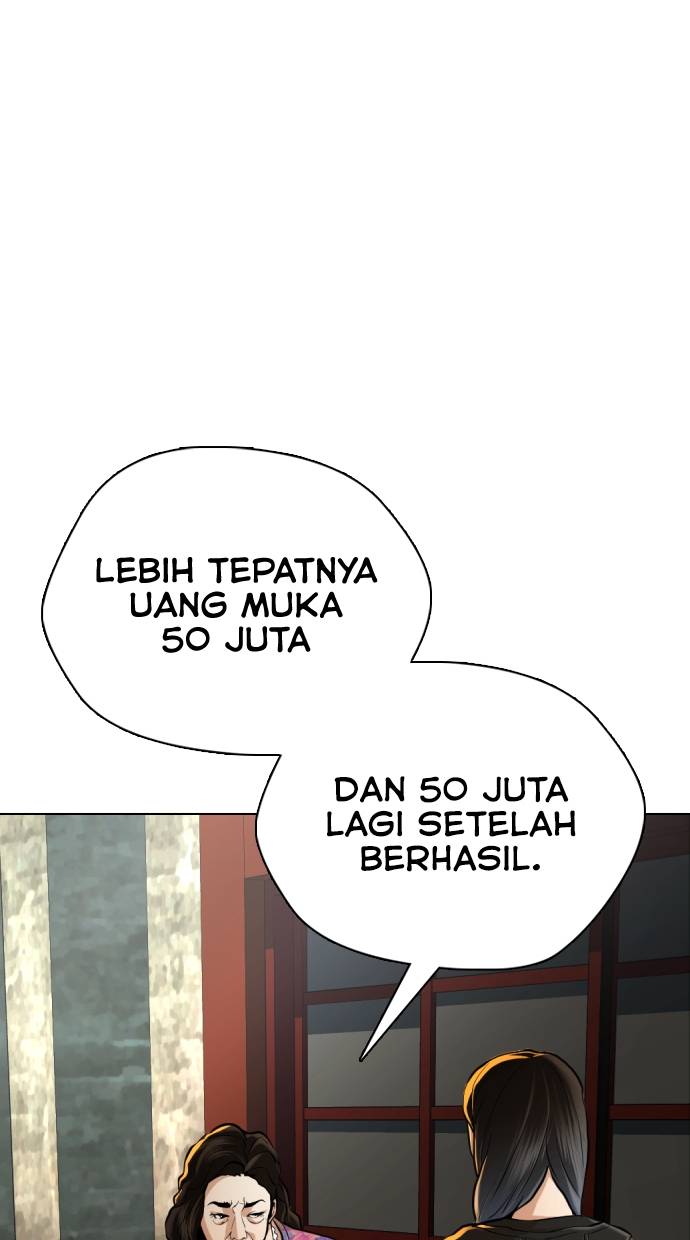 LEBIH TEPATNYA
UANG MUKA
50 JUTA
DAN 50 JUTA
LAGI SETELAH
BERHASIL.